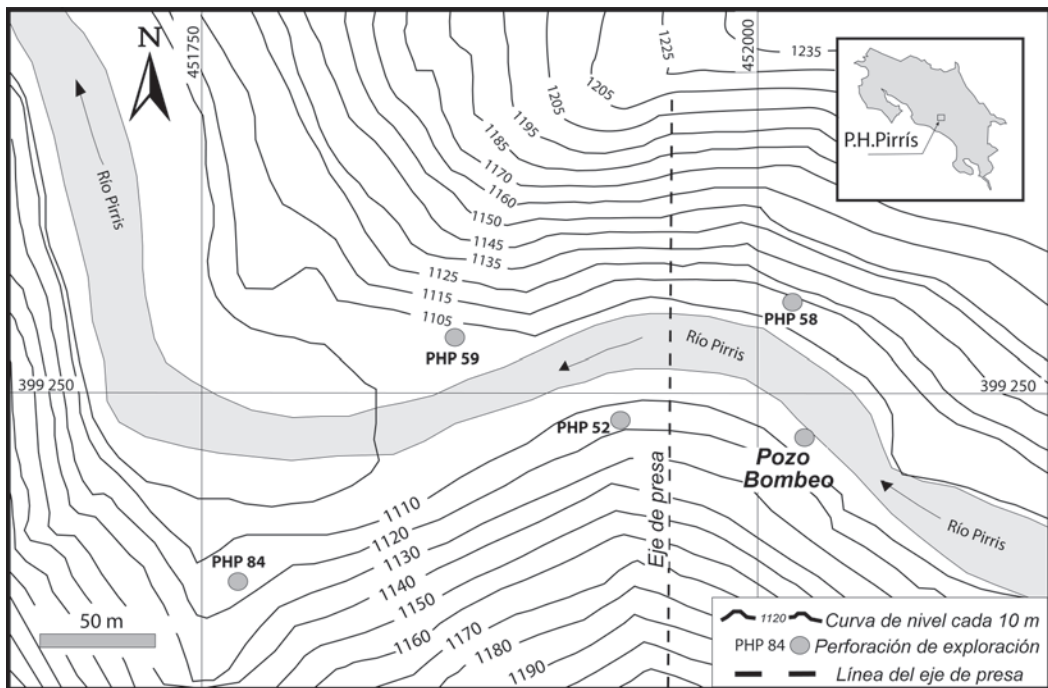 N
451750
1225
452000
1235
1205
1205
1195
1185
1170
1160
1150
1145
1135
1125
1115
1105
P.H.Pirrís
Río Pirris
PHP 59
PHP 58
Río Pirris
399 250
399 250
PHP 52
Pozo
Bombeo
Eje de presa
Río Pirris
1110
1120
1130
1140
1150
1160
1170
1180
1190
PHP 84
50 m
1120 Curva de nivel cada 10 m
PHP 84 Perforación de exploración
Línea del eje de presa